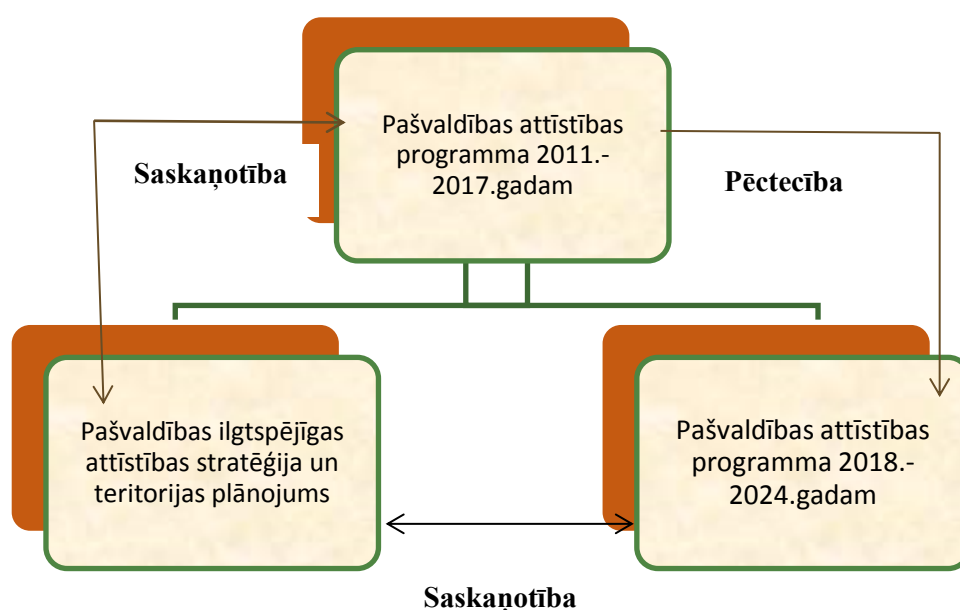 Pašvaldības attīstības
programma 2011.-
2017.gadam
Saskaņotība
Pēctecība
Pašvaldības ilgtspējīgas
attīstības stratēģija un
teritorijas plānojums
Pašvaldības attīstības
programma 2018.-
2024.gadam
Saskaņotība